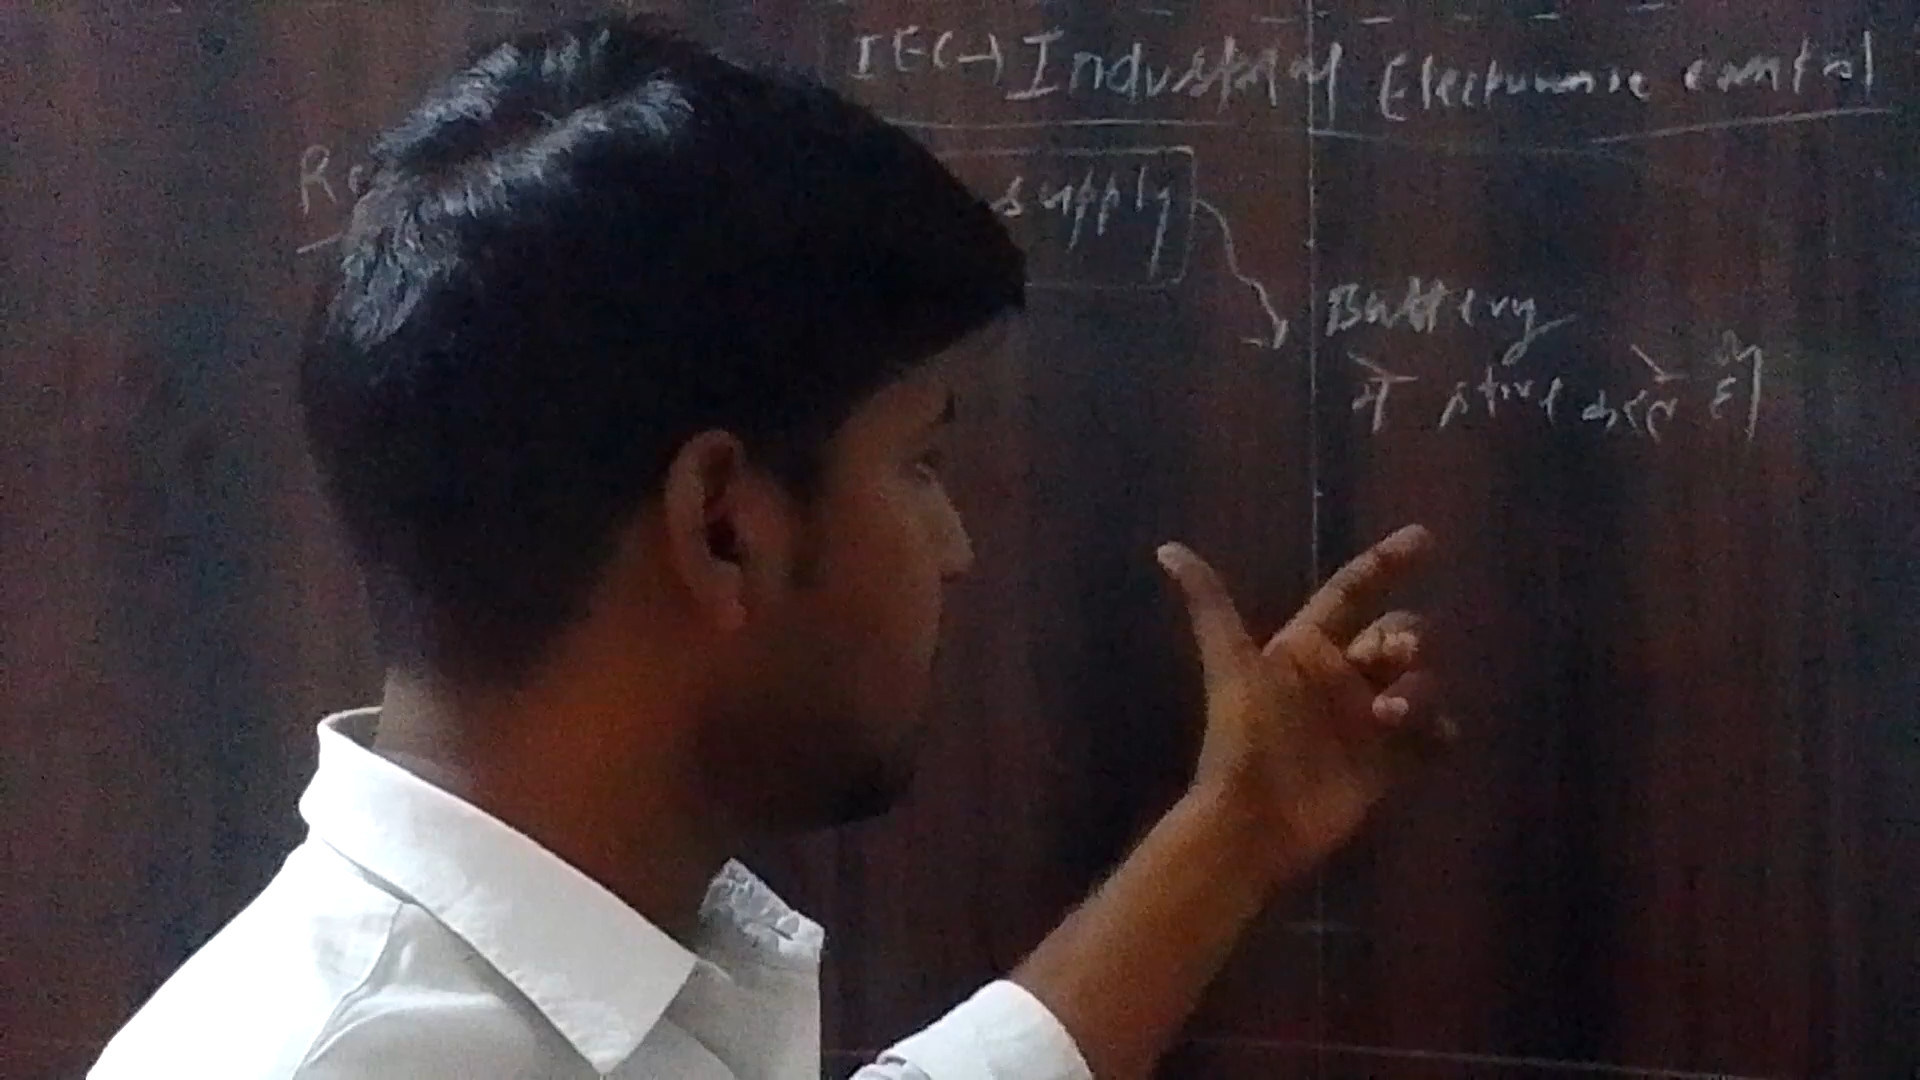 IEC → Industrial Electronic control
supply
Battery
में store करते हैं